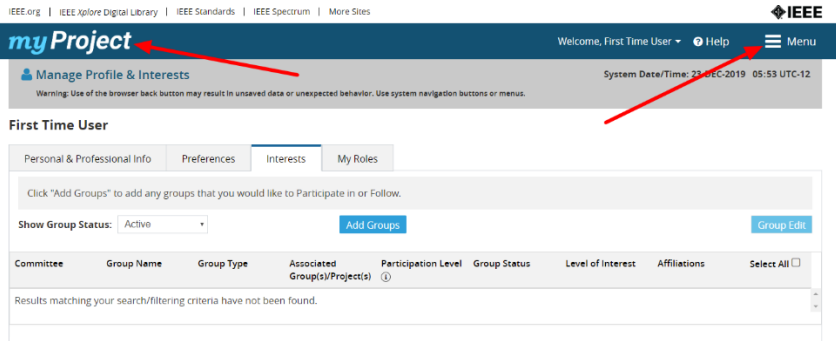 IEEE.org | IEEE Xplore Digital Library | IEEE Standards | IEEE Spectrum | More Sites IEEE
myProject Welcome, First Time User Help Menu
Manage Profile & Interests System Date/Time: 23-DEC-2019 05:53 UTC-12
Warning: Use of the browser back button may result in unsaved data or unexpected behavior. Use system navigation buttons or menus.
First Time User
Personal & Professional Info Preferences Interests My Roles
Click "Add Groups" to add any groups that you would like to Participate in or Follow.
Show Group Status: Active Add Groups Group Edit
Committee Group Name Group Type Associated Participation Level Group Status Level of Interest Affiliations Select All
Group(s)/Project(s)
Results matching your search/filtering criteria have not been found.